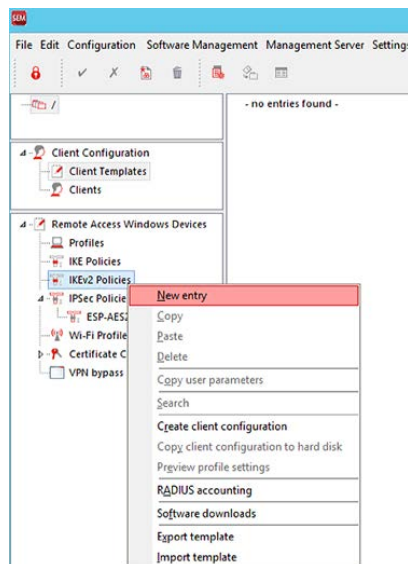 SEM
File Edit Configuration Software Management Management Server Settings
/
- no entries found -
Client Configuration
Client Templates
Clients
Remote Access Windows Devices
Profiles
IKE Policies
IKEv2 Policies
IPSec Policie
ESP-AES
Wi-Fi Profile
Certificate C
VPN bypass
New entry
Copy
Paste
Delete
Copy user parameters
Search
Create client configuration
Copy client configuration to hard disk
Preview profile settings
RADIUS accounting
Software downloads
Export template
Import template